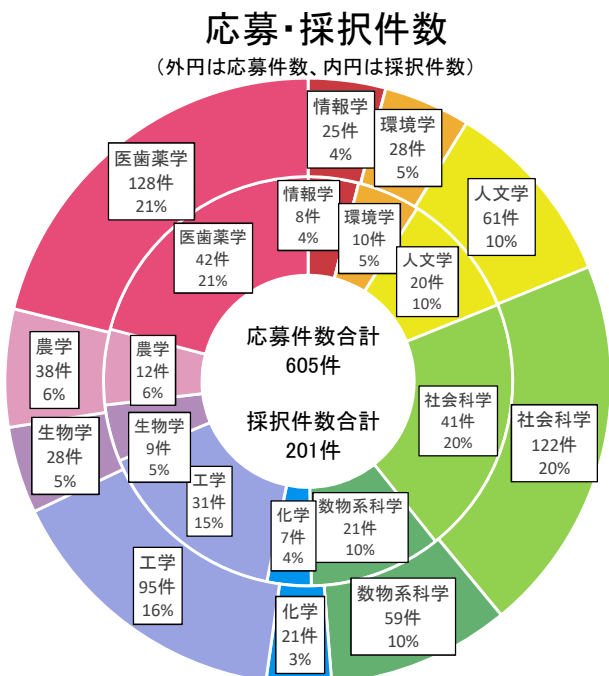 応募・採択件数
（外円は応募件数、内円は採択件数）
情報学
25件
4%
環境学
28件
5%
人文学
61件
10%
社会科学
122件
20%
数物系科学
59件
10%
化学
21件
3%
工学
95件
16%
生物学
28件
5%
農学
38件
6%
医歯薬学
128件
21%
情報学
8件
4%
環境学
10件
5%
人文学
20件
10%
社会科学
41件
20%
数物系科学
21件
10%
化学
7件
4%
工学
31件
15%
生物学
9件
5%
農学
12件
6%
医歯薬学
42件
21%
応募件数合計
605件
採択件数合計
201件